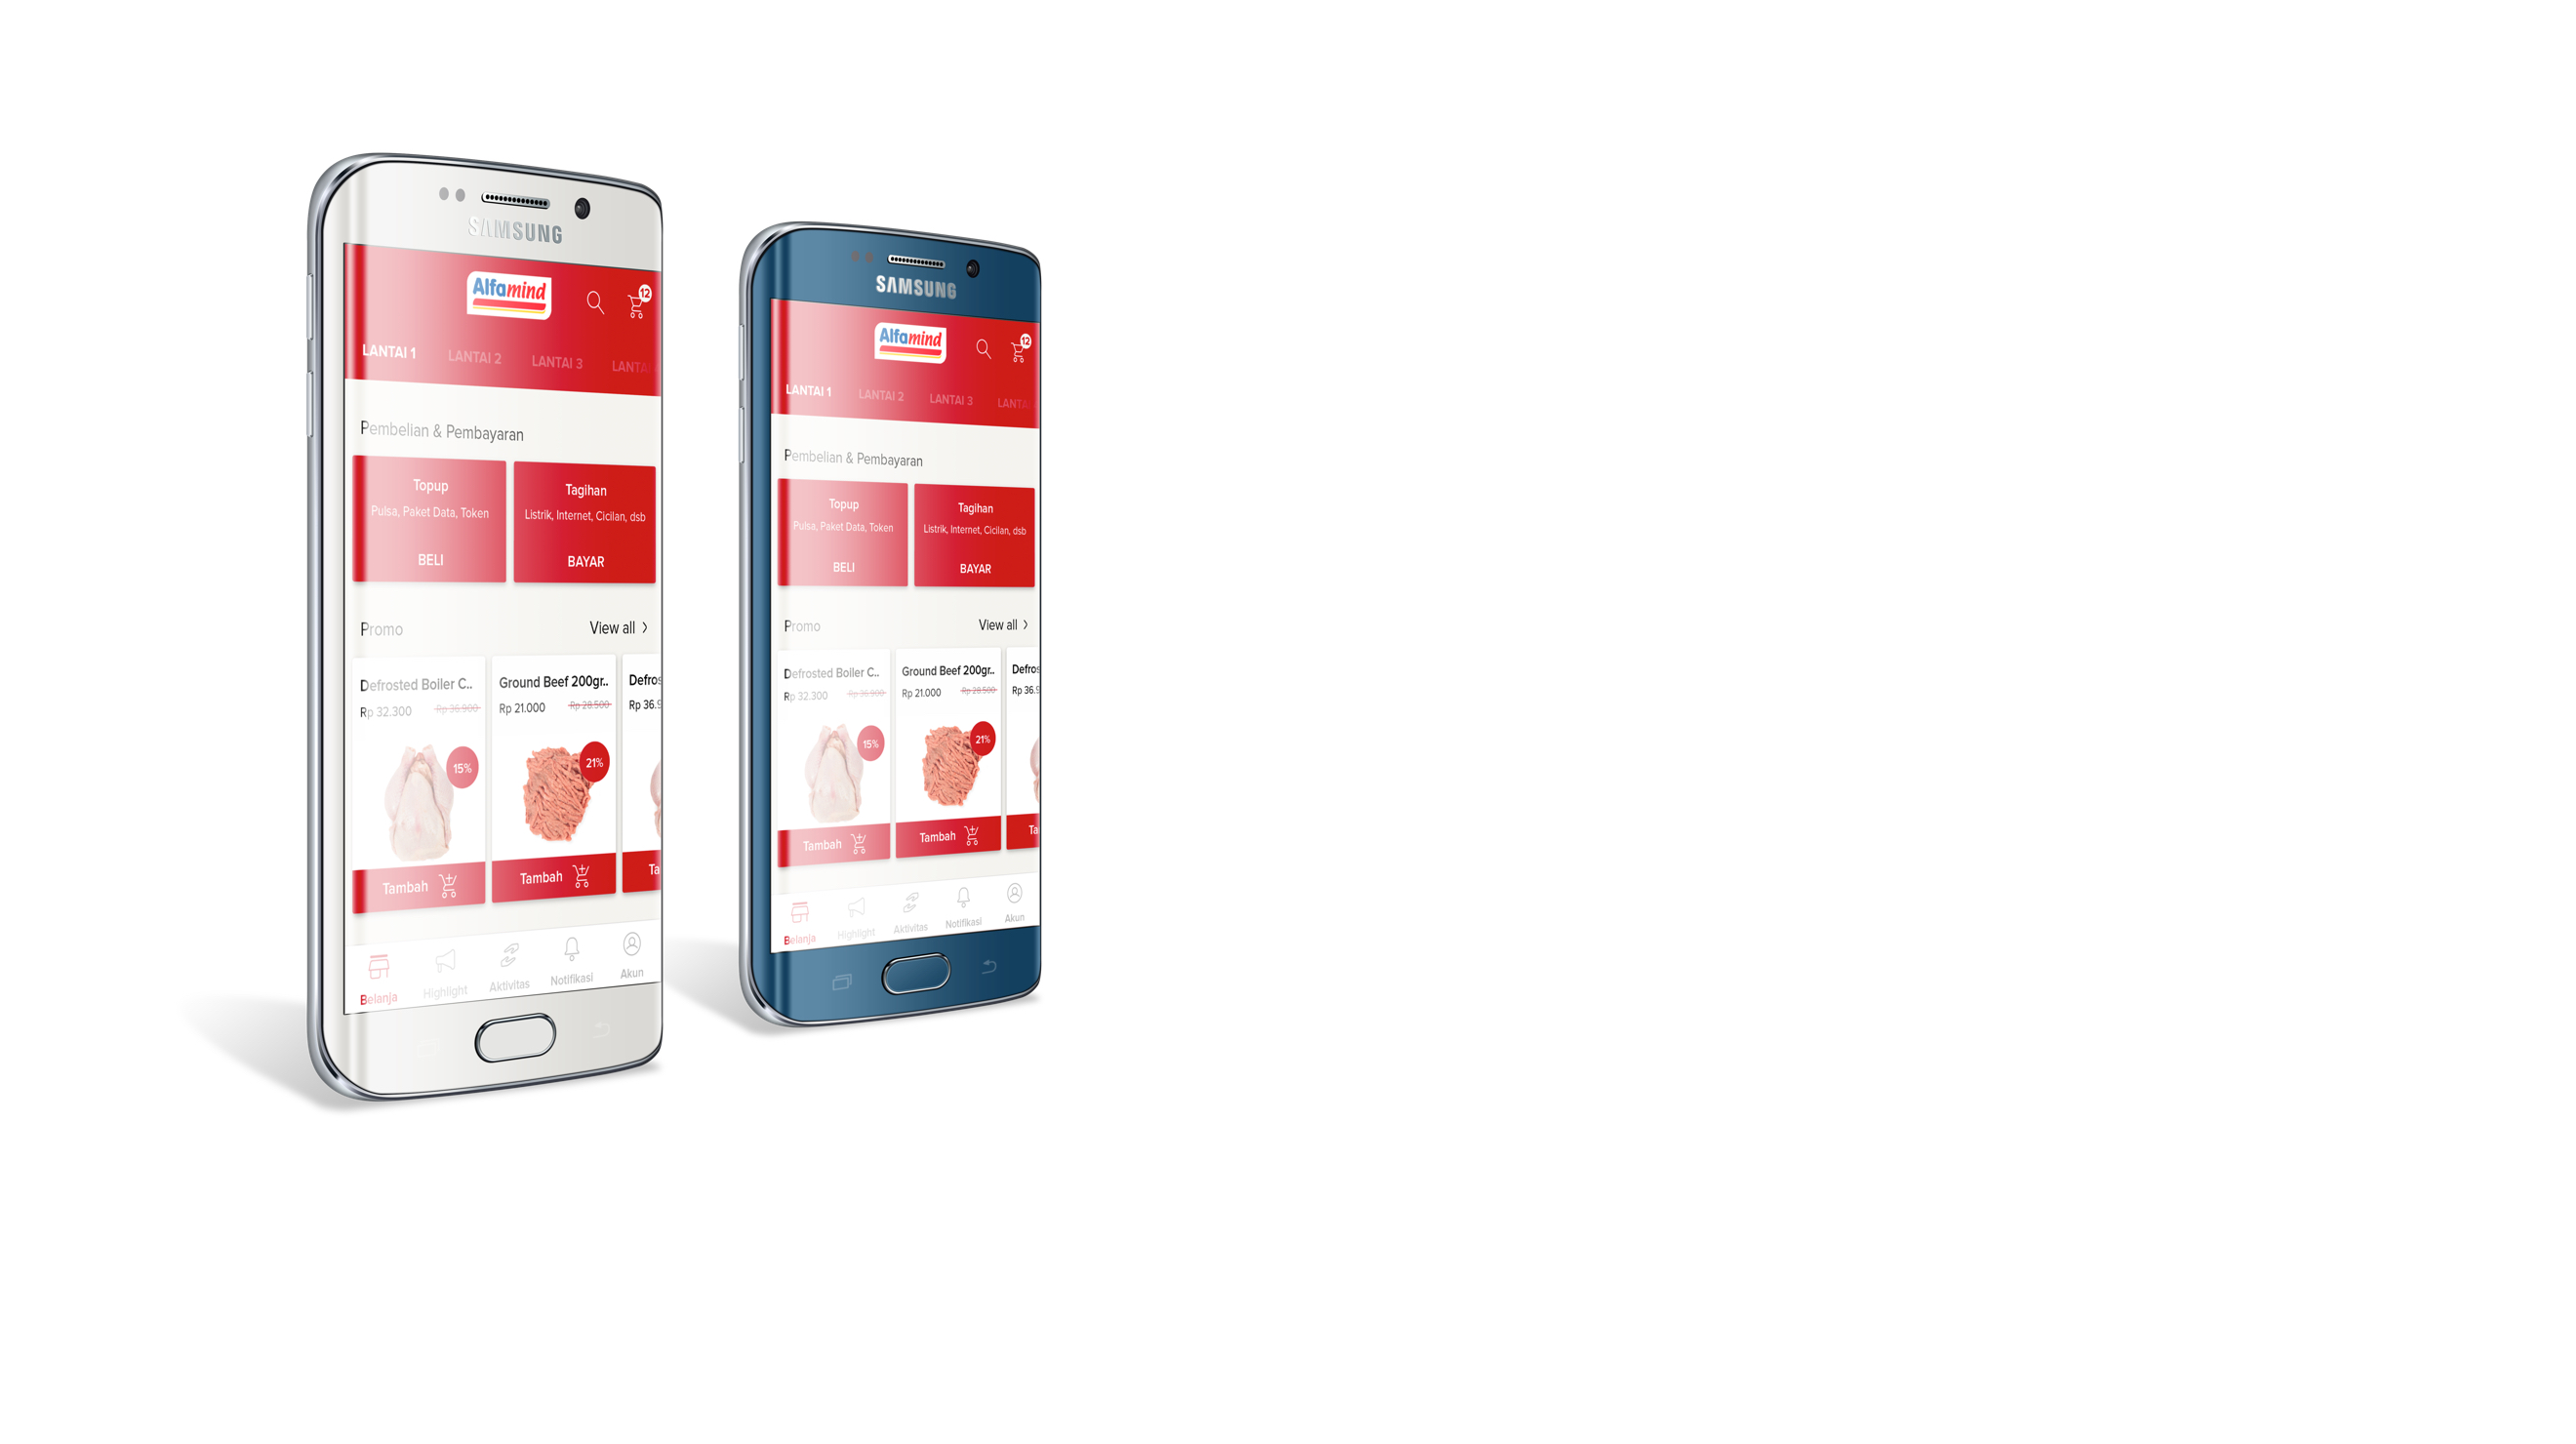 SAMSUNG
Alfamind
12
LANTAI 1 LANTAI 2 LANTAI 3 LANTA
Pembelian & Pembayaran
Topup
Pulsa, Paket Data, Token
BELI
Tagihan
Listrik, Internet, Cicilan, dsb
BAYAR
Promo View all
Defrosted Boiler C..
Rp 32.300 Rp 36.900
15%
Tambah
Ground Beef 200gr..
Rp 21.000 Rp 28.500
21%
Tambah
Defros
Rp 36.9
Ta
Belanja Highlight Aktivitas Notifikasi Akun
SAMSUNG
Alfamind
12
LANTAI 1 LANTAI 2 LANTAI 3 LANTA
Pembelian & Pembayaran
Topup
Pulsa, Paket Data, Token
BELI
Tagihan
Listrik, Internet, Cicilan, dsb
BAYAR
Promo View all
Defrosted Boiler C..
Rp 32.300 Rp 36.900
15%
Tambah
Ground Beef 200gr..
Rp 21.000 Rp 28.500
21%
Tambah
Defros
Rp 36.9
Ta
Belanja Highlight Aktivitas Notifikasi Akun